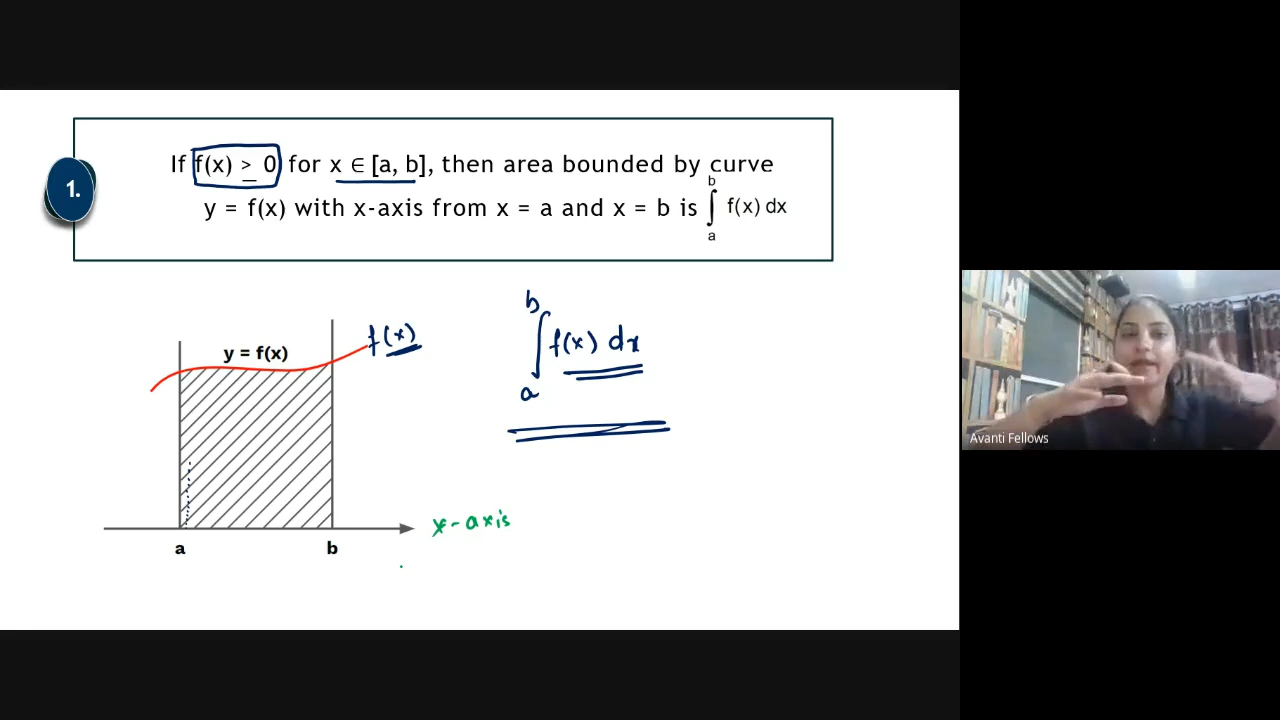 1.
If f(x) ≥ 0 for x ∈ [a, b], then area bounded by curve
y = f(x) with x-axis from x = a and x = b is ∫_a^b f(x) dx
y = f(x)
f(x)
∫_a^b f(x) dx
x-axis
a b
Avanti Fellows